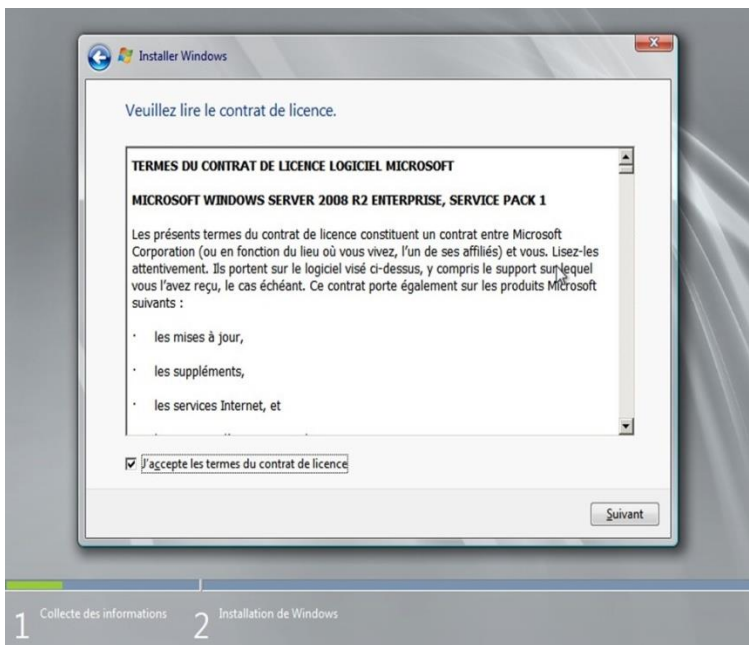 Installer Windows
Veuillez lire le contrat de licence.
TERMES DU CONTRAT DE LICENCE LOGICIEL MICROSOFT
MICROSOFT WINDOWS SERVER 2008 R2 ENTERPRISE, SERVICE PACK 1
Les présents termes du contrat de licence constituent un contrat entre Microsoft
Corporation (ou en fonction du lieu où vous vivez, l'un de ses affiliés) et vous. Lisez-les
attentivement. Ils portent sur le logiciel visé ci-dessus, y compris le support sur lequel
vous l'avez reçu, le cas échéant. Ce contrat porte également sur les produits Microsoft
suivants :
· les mises à jour,
· les suppléments,
· les services Internet, et
J'accepte les termes du contrat de licence
Suivant
1 Collecte des informations 2 Installation de Windows